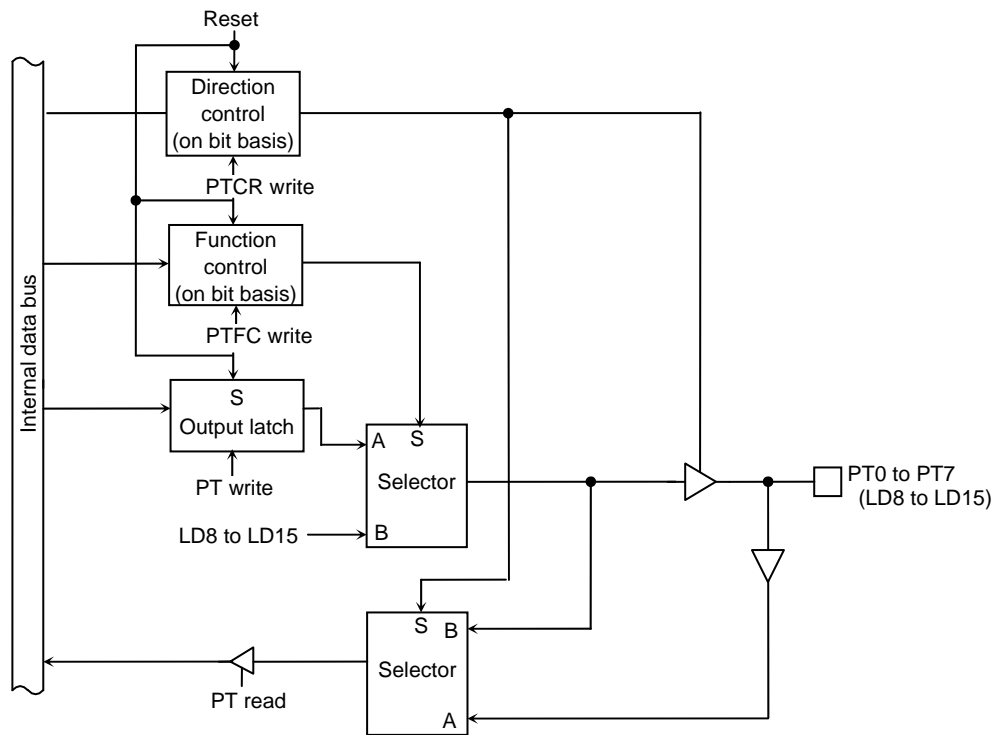 Reset
Direction
control
(on bit basis)
PTCR write
Function
control
(on bit basis)
PTFC write
Internal data bus
S
Output latch
PT write
A
S
Selector
B
LD8 to LD15
PT0 to PT7
(LD8 to LD15)
S
B
Selector
A
PT read